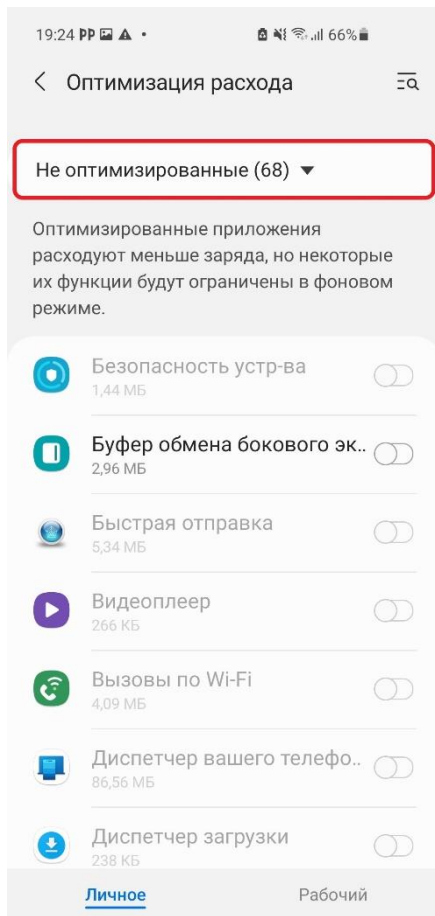 19:24 PP 66%
Оптимизация расхода
Не оптимизированные (68)
Оптимизированные приложения
расходуют меньше заряда, но некоторые
их функции будут ограничены в фоновом
режиме.
Безопасность устр-ва
1,44 МБ
Буфер обмена бокового эк..
2,96 МБ
Быстрая отправка
5,34 МБ
Видеоплеер
266 КБ
Вызовы по Wi-Fi
4,09 МБ
Диспетчер вашего телефо..
86,56 МБ
Диспетчер загрузки
238 КБ
Личное Рабочий